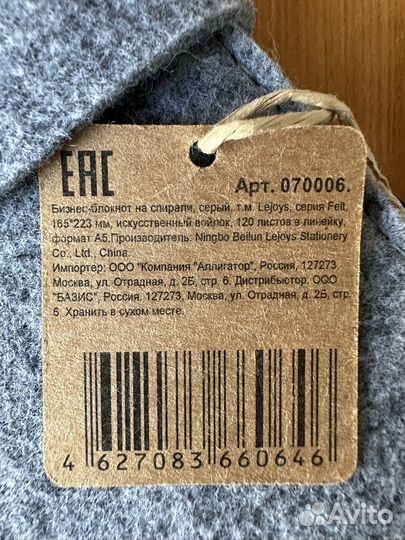 EAC
Арт. 070006.
Бизнес-блокнот на спирали, серый, т.м. Lejoys, серия Felt,
165*223 мм, искусственный войлок, 120 листов в линейку,
формат А5.Производитель: Ningbo Beilun Lejoys Stationery
Co., Ltd., China.
Импортер: ООО "Компания "Аллигатор", Россия, 127273,
Москва, ул. Отрадная, д. 2Б, стр. 6. Дистрибьютор: ООО
"БАЗИС", Россия, 127273, Москва, ул. Отрадная, д. 2Б, стр.
6. Хранить в сухом месте.
4 627083 660646
Avito